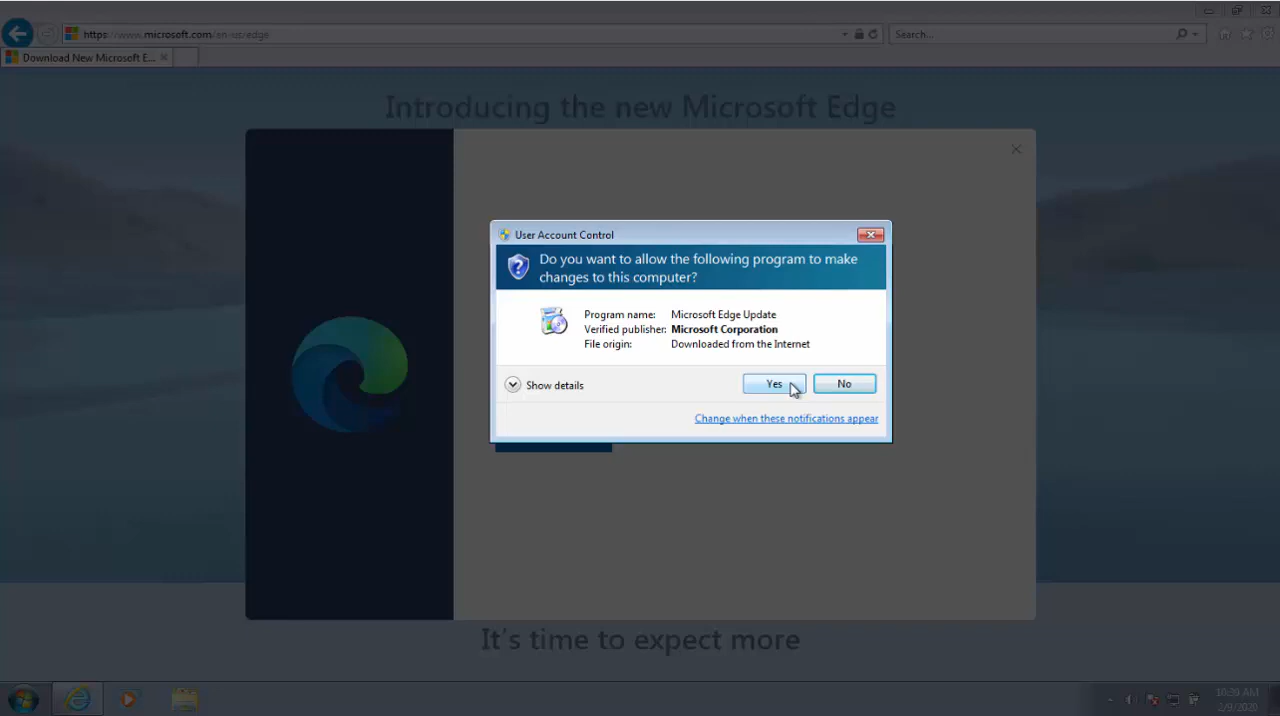 https://www.microsoft.com/en-us/edge
Search...
Download New Microsoft E...
Introducing the new Microsoft Edge
User Account Control
Do you want to allow the following program to make
changes to this computer?
Program name: Microsoft Edge Update
Verified publisher: Microsoft Corporation
File origin: Downloaded from the Internet
Show details
Yes
No
Change when these notifications appear
It's time to expect more
10:20 AM
2/9/2020